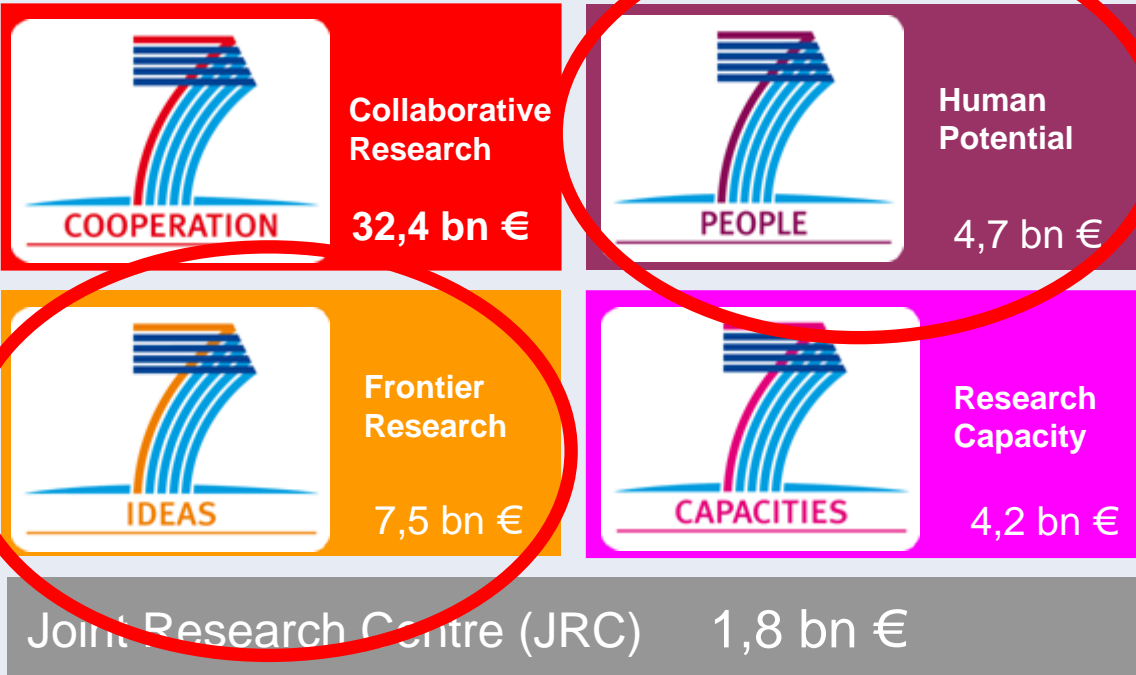 Collaborative
Research
32,4 bn €
COOPERATION
Human
Potential
4,7 bn €
PEOPLE
Frontier
Research
7,5 bn €
IDEAS
Research
Capacity
4,2 bn €
CAPACITIES
Joint Research Centre (JRC) 1,8 bn €